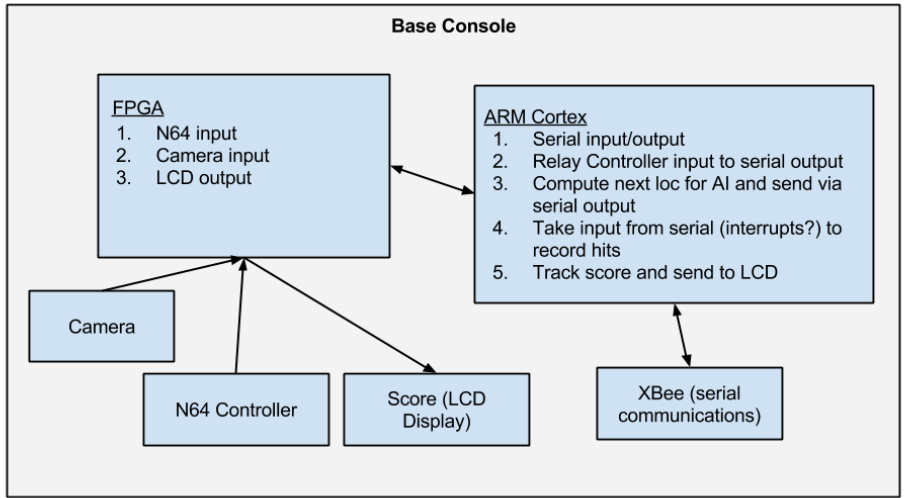 Base Console
FPGA
1. N64 input
2. Camera input
3. LCD output
ARM Cortex
1. Serial input/output
2. Relay Controller input to serial output
3. Compute next loc for AI and send via
serial output
4. Take input from serial (interrupts?) to
record hits
5. Track score and send to LCD
Camera
N64 Controller
Score (LCD
Display)
XBee (serial
communications)